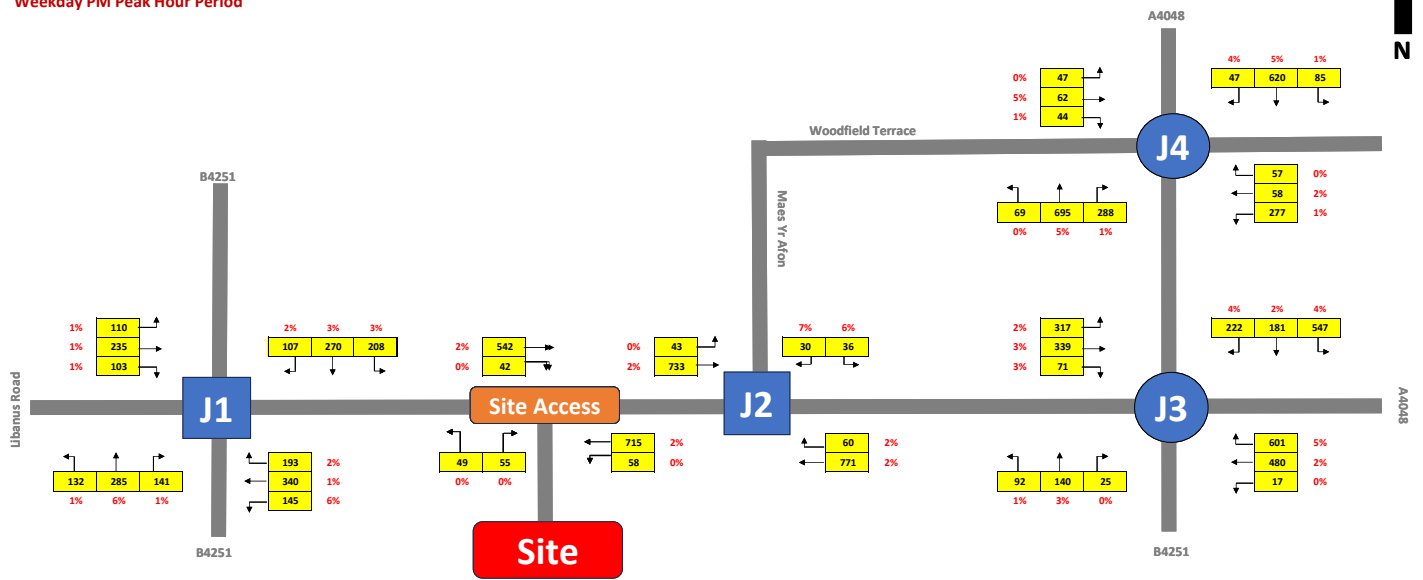 Weekday PM Peak Hour Period
A4048
N
4% 5% 1%
47 620 85
0% 47
5% 62
1% 44
Woodfield Terrace
J4
57 0%
58 2%
277 1%
B4251
Maes Yr Afon
69 695 288
0% 5% 1%
1% 110
1% 235
1% 103
2% 3% 3%
107 270 208
2% 542
0% 42
0% 43
2% 733
7% 6%
30 36
2% 317
3% 339
3% 71
4% 2% 4%
222 181 547
Libanus Road
J1
Site Access
J2
J3
A4048
132 285 141
1% 6% 1%
193 2%
340 1%
145 6%
49 55
0% 0%
715 2%
58 0%
60 2%
771 2%
92 140 25
1% 3% 0%
601 5%
480 2%
17 0%
B4251
Site
B4251